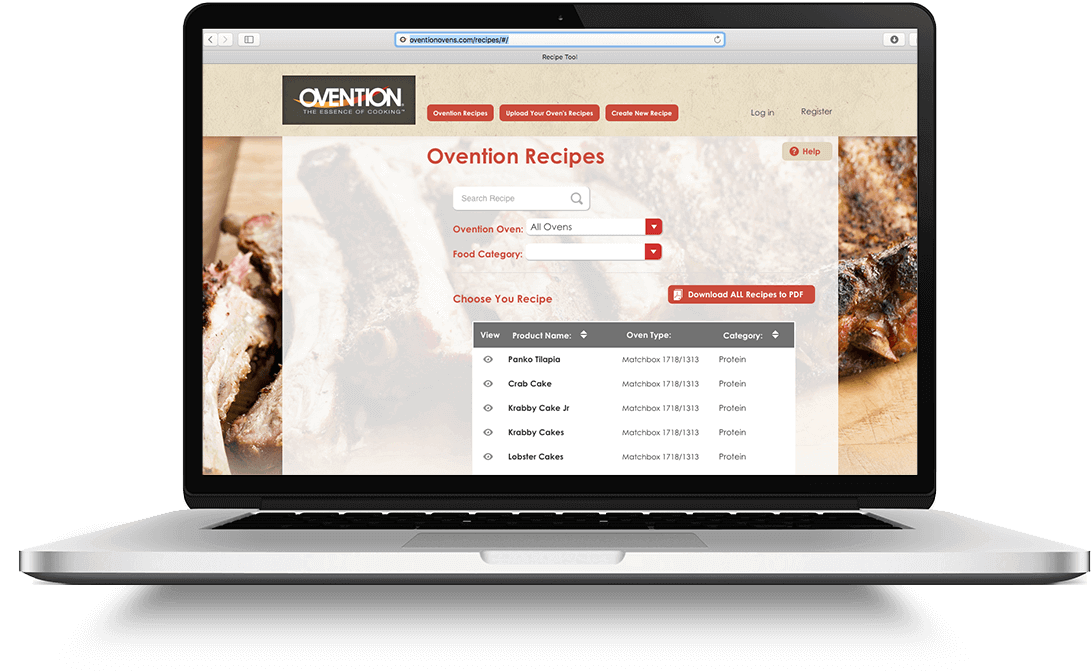 oventionovens.com/recipes/#/
Recipe Tool
OVENTION®
THE ESSENCE OF COOKING™
Ovention Recipes
Upload Your Oven's Recipes
Create New Recipe
Log in
Register
Ovention Recipes
? Help
Search Recipe
Ovention Oven: All Ovens
Food Category:
Choose You Recipe
Download ALL Recipes to PDF
View Product Name: Oven Type: Category:
Panko Tilapia Matchbox 1718/1313 Protein
Crab Cake Matchbox 1718/1313 Protein
Krabby Cake Jr Matchbox 1718/1313 Protein
Krabby Cakes Matchbox 1718/1313 Protein
Lobster Cakes Matchbox 1718/1313 Protein